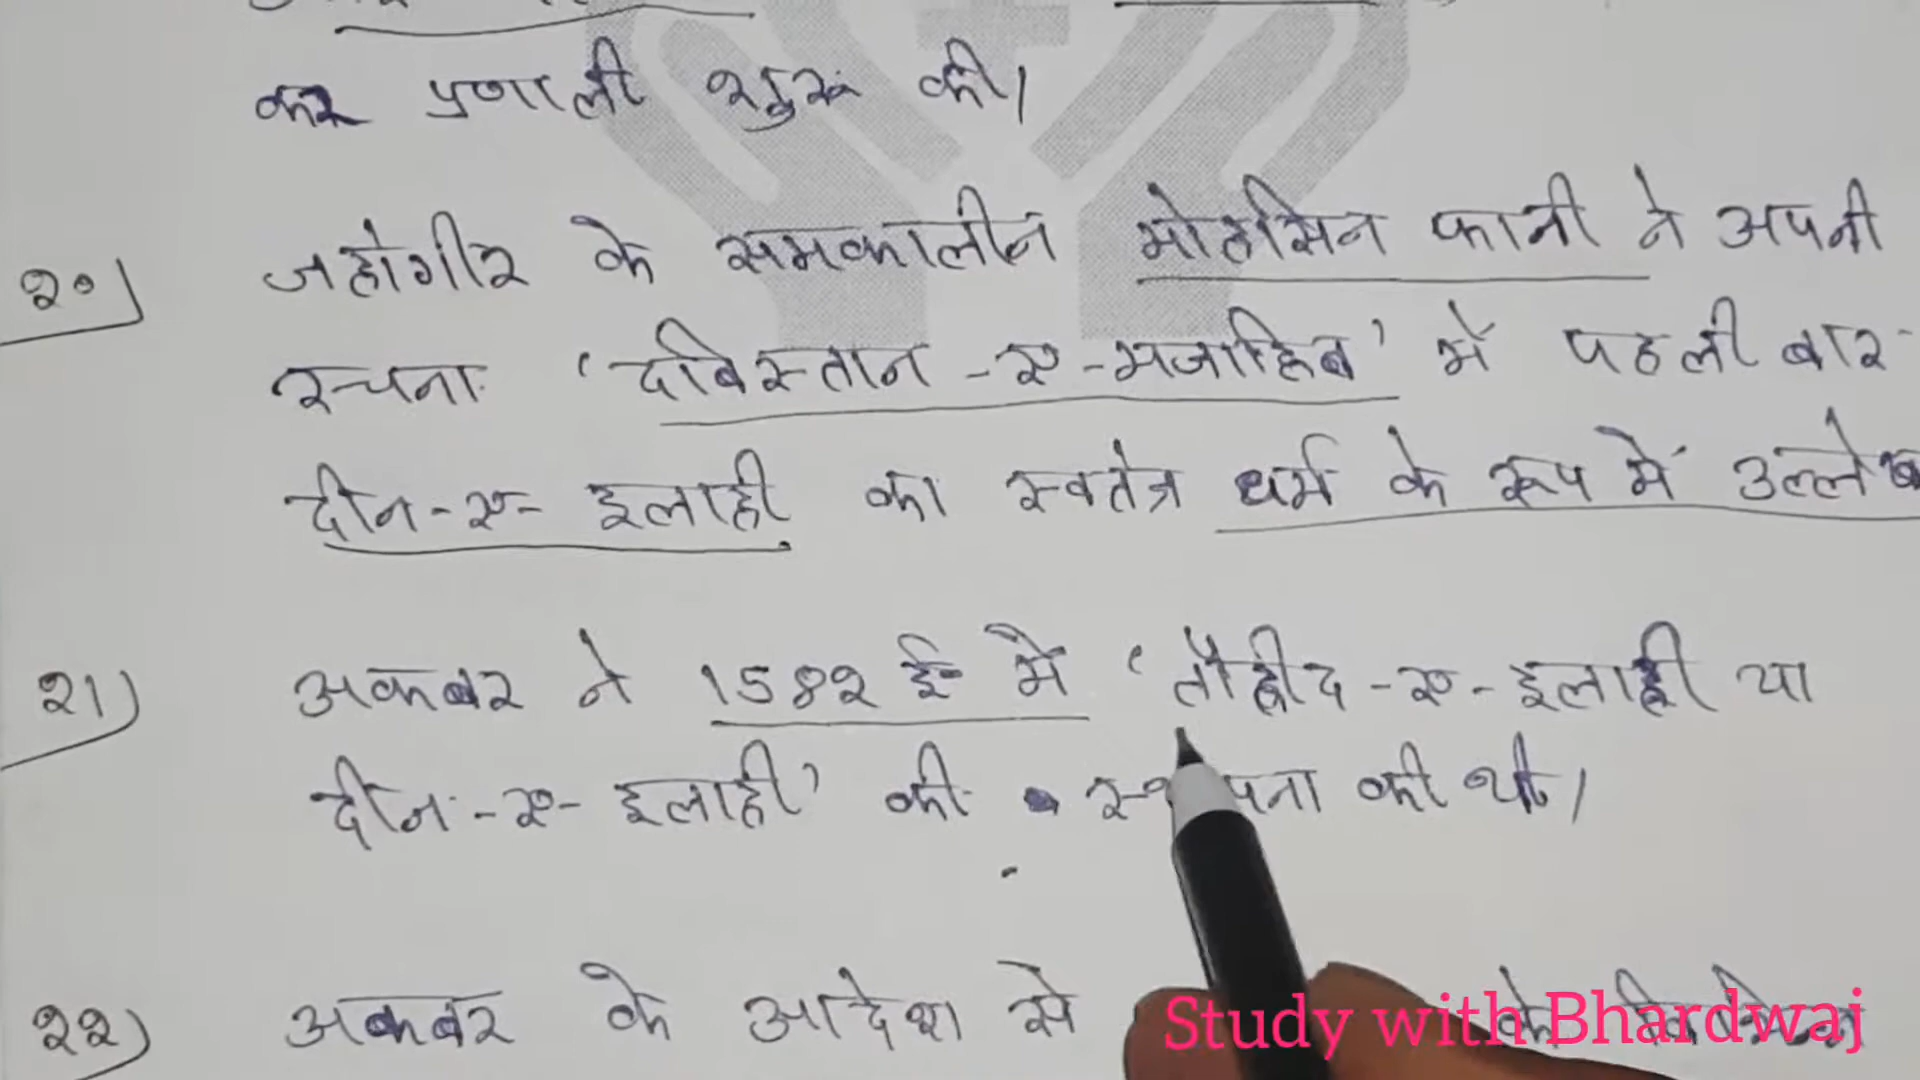 कर प्रणाली शुरू की।
२०) जहाँगीर के समकालीन मोहसिन फानी ने अपनी
रचना 'दबिस्तान-ए-मजाहिब' में पहली बार
दीन-ए-इलाही का स्वतंत्र धर्म के रूप में उल्लेख
२1) अकबर ने 1582 ई० में 'तौहीद-ए-इलाही या
दीन-ए-इलाही' की स्थापना की थी।
२२) अकबर के आदेश से के
Study with Bhardwaj